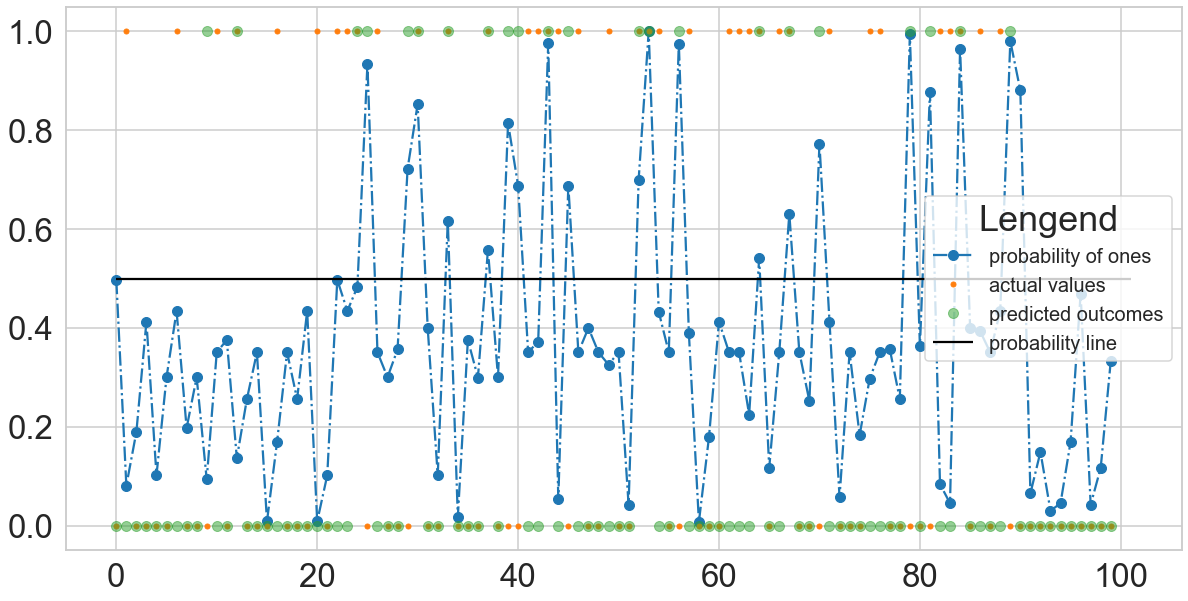 1.0
0.8
0.6
0.4
0.2
0.0
0 20 40 60 80 100
Lengend
probability of ones
actual values
predicted outcomes
probability line